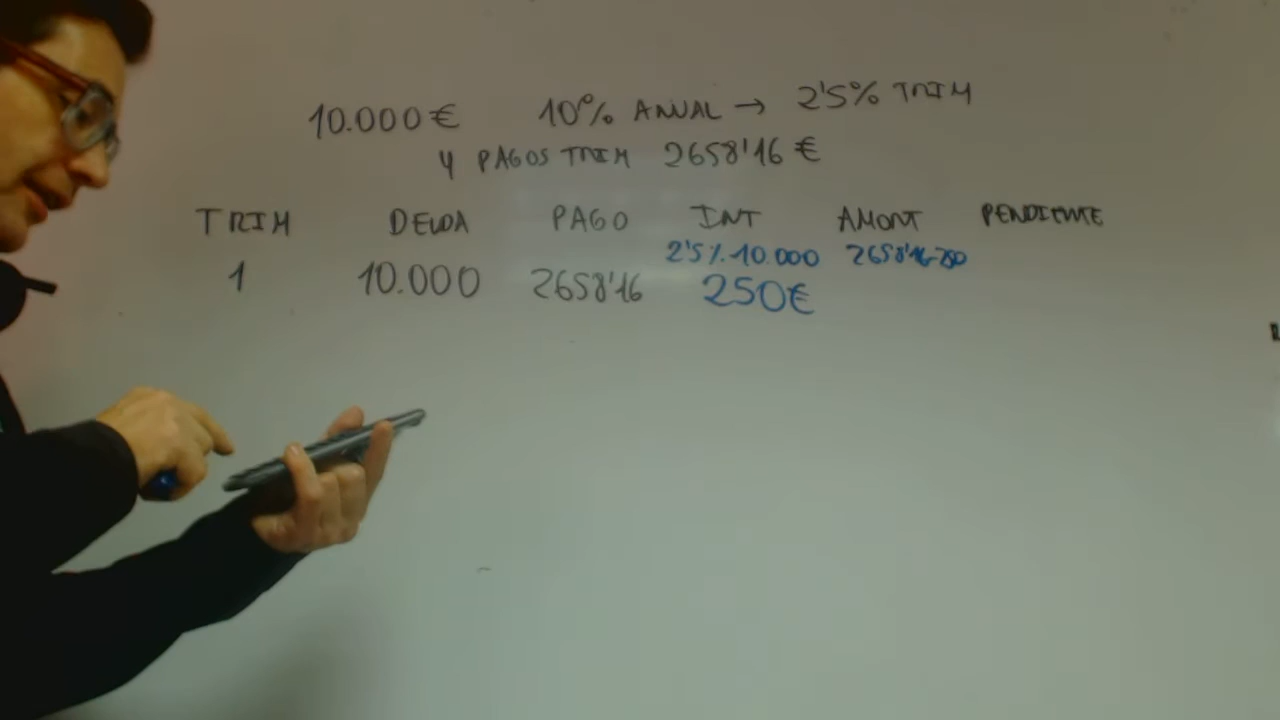 10.000 € 10% ANUAL → 2'5% TRIM
4 PAGOS TRIM 2658'16 €
TRIM DEUDA PAGO INT AMORT PENDIENTE
2'5%·10.000 2658'16-250
1 10.000 2658'16 250€